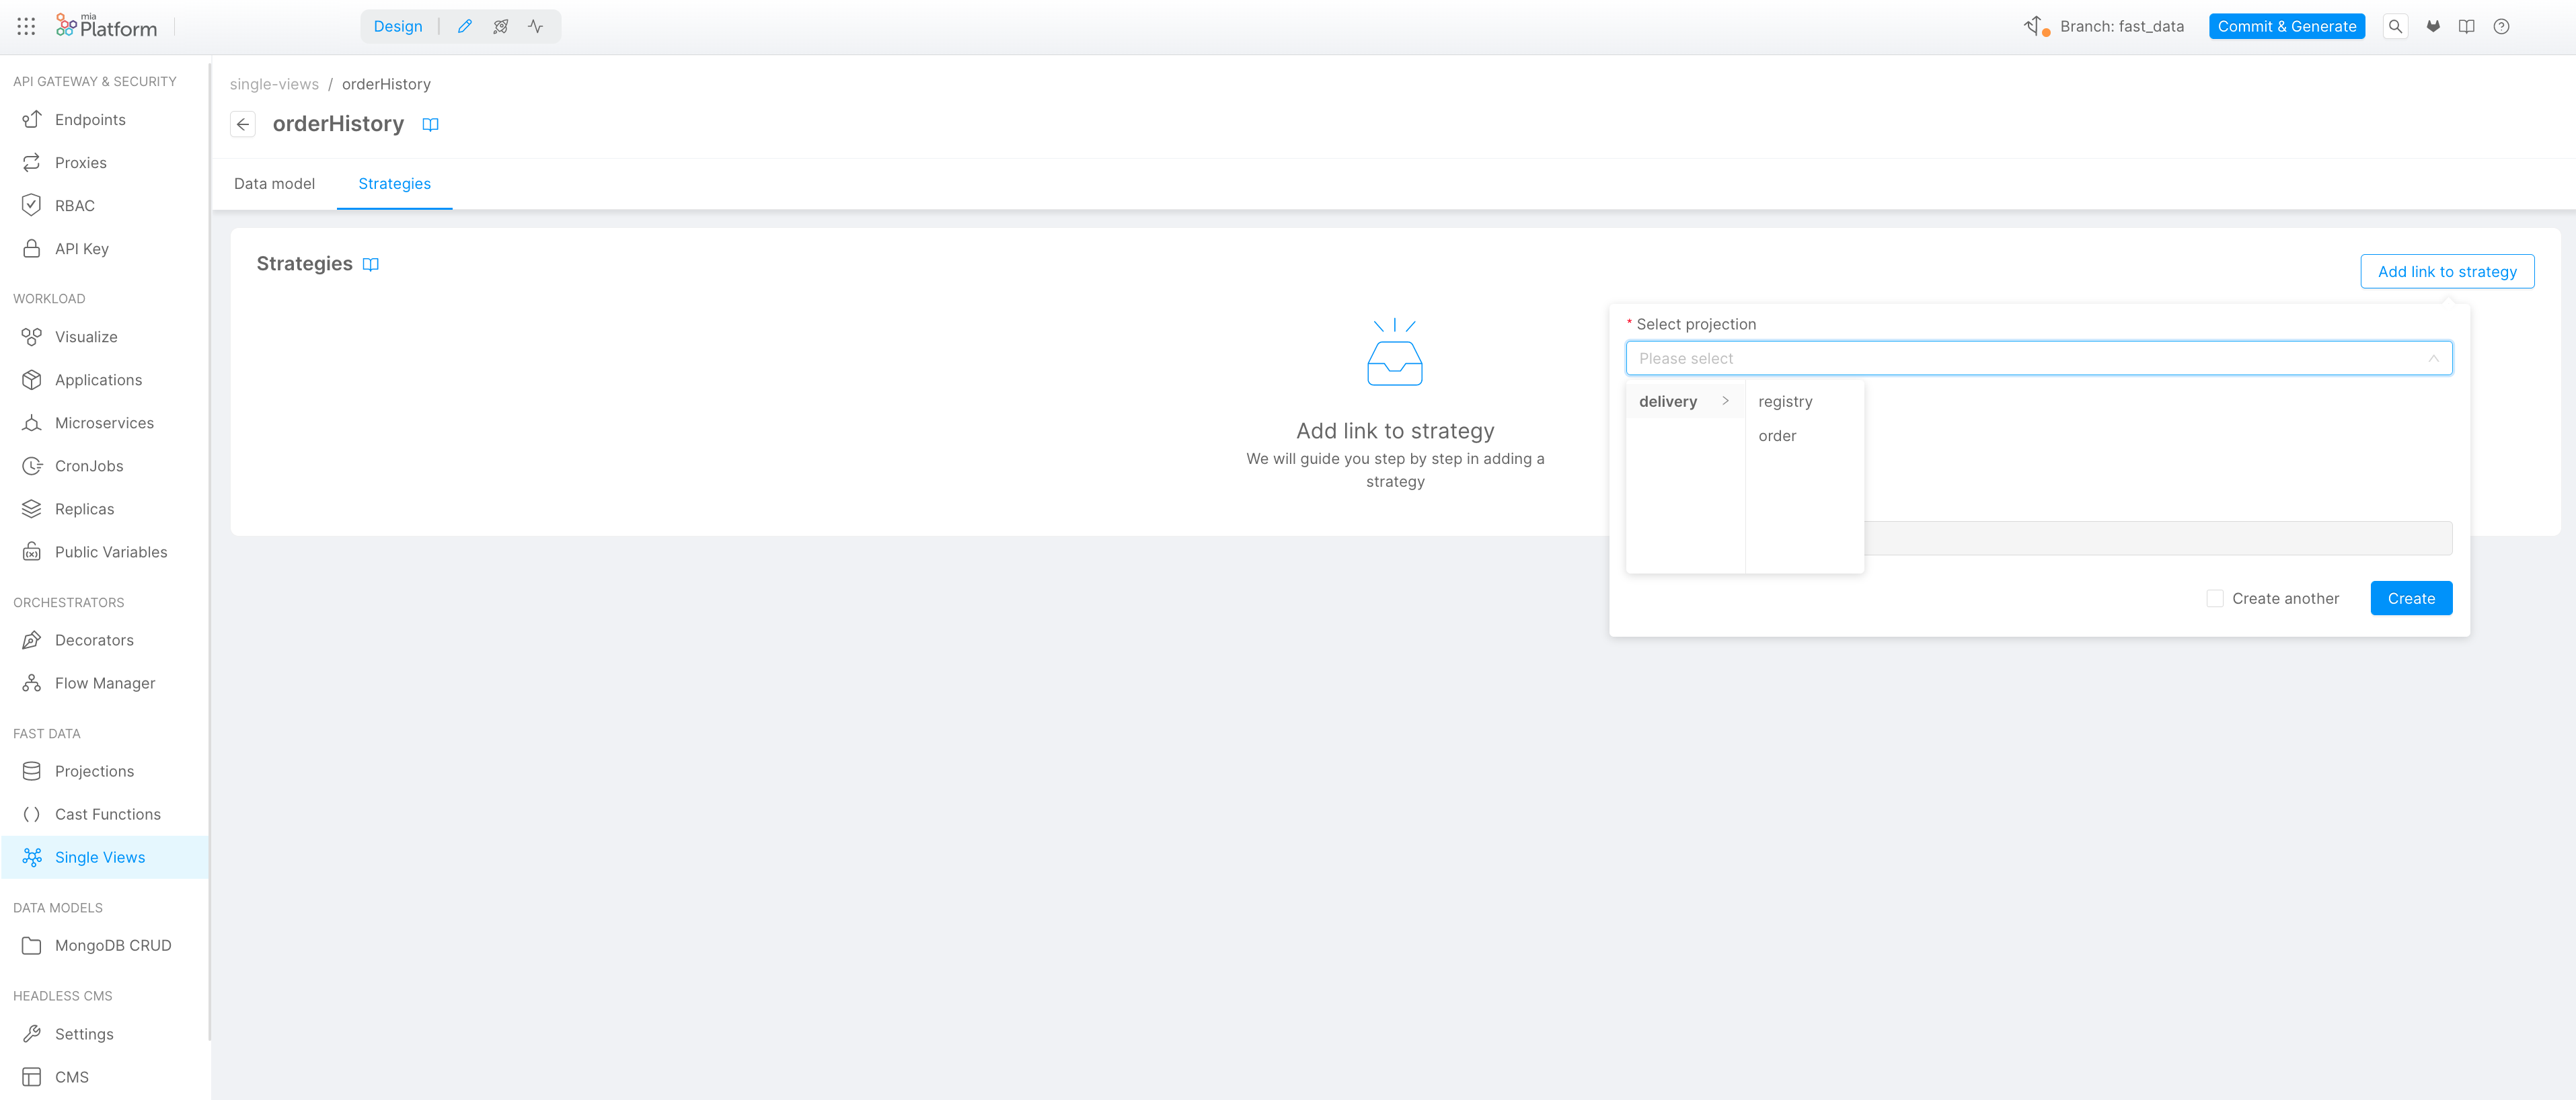 mia
Platform
Design
Branch: fast_data
Commit & Generate
API GATEWAY & SECURITY
Endpoints
Proxies
RBAC
API Key
WORKLOAD
Visualize
Applications
Microservices
CronJobs
Replicas
Public Variables
ORCHESTRATORS
Decorators
Flow Manager
FAST DATA
Projections
Cast Functions
Single Views
DATA MODELS
MongoDB CRUD
HEADLESS CMS
Settings
CMS
single-views / orderHistory
orderHistory
Data model
Strategies
Strategies
Add link to strategy
Add link to strategy
We will guide you step by step in adding a
strategy
* Select projection
Please select
delivery
registry
order
Create another
Create